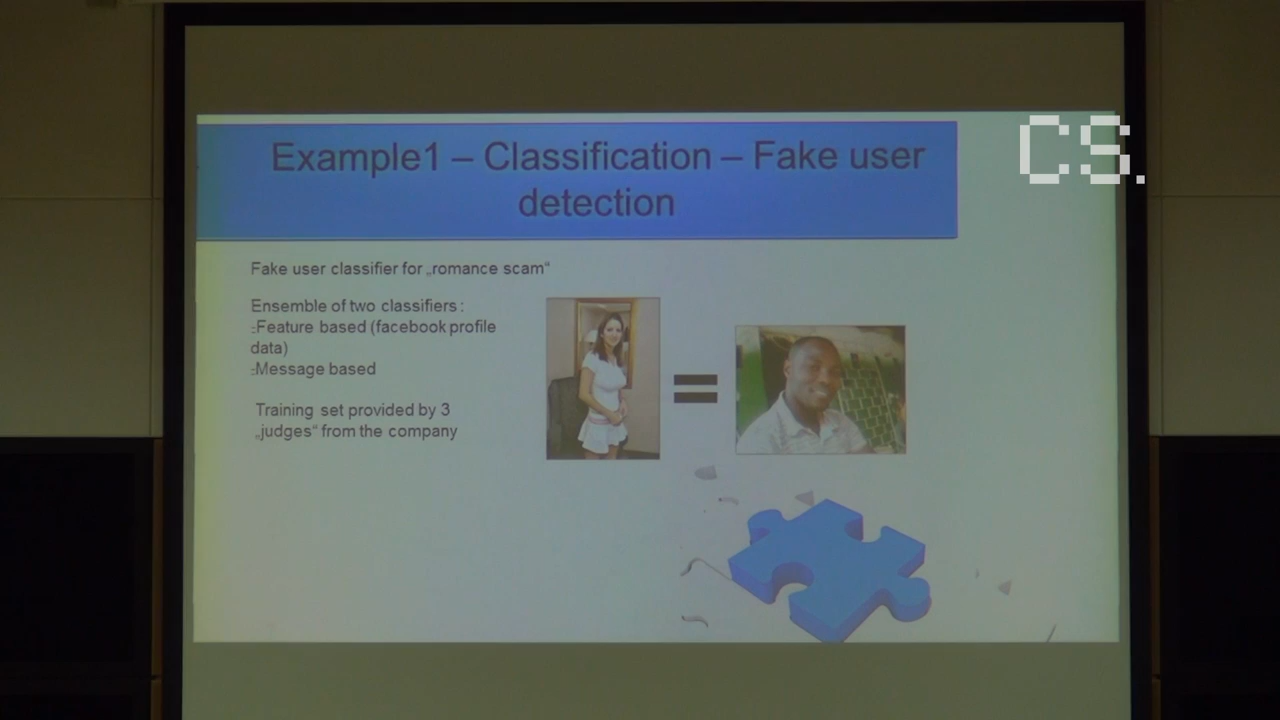 CS.
Example1 – Classification – Fake user
detection
Fake user classifier for „romance scam“
Ensemble of two classifiers :
-Feature based (facebook profile
data)
-Message based
Training set provided by 3
„judges“ from the company